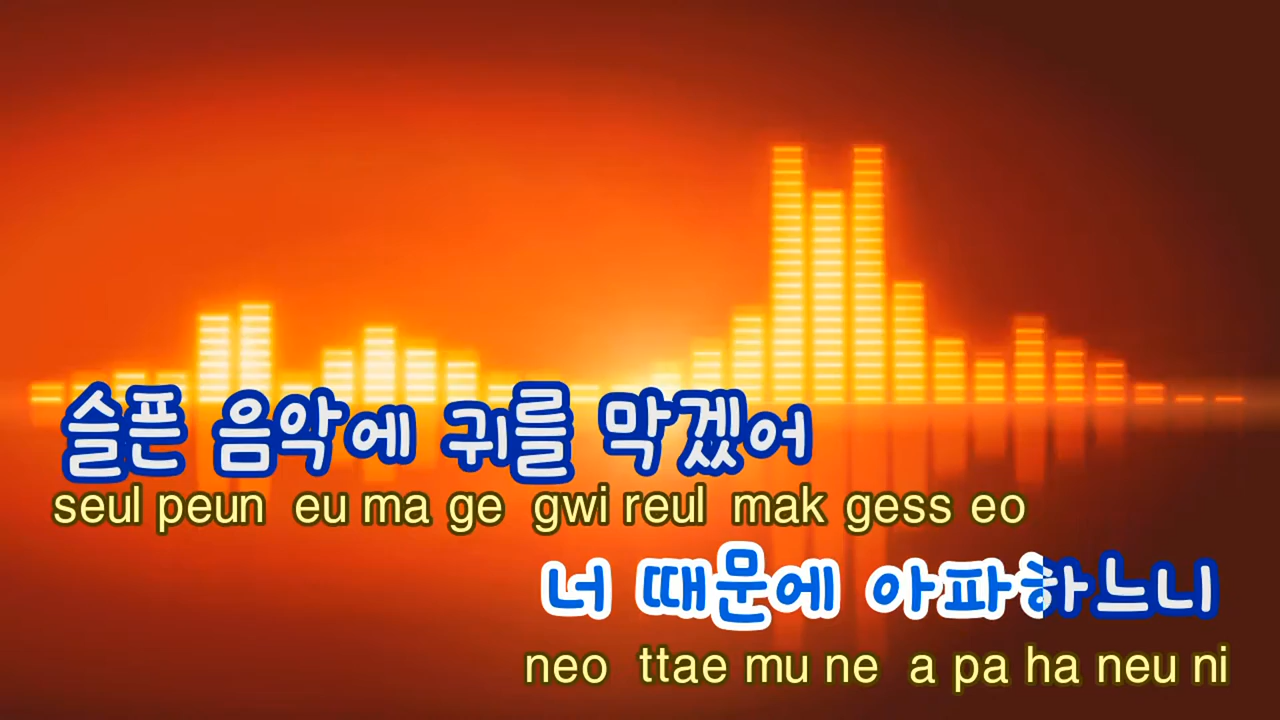 슬픈 음악에 귀를 막겠어
seul peun eu ma ge gwi reul mak gess eo
너 때문에 아파하느니
neo ttae mu ne a pa ha neu ni